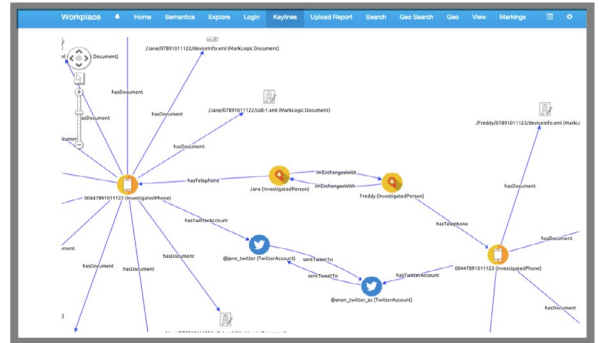 Workplace Home Semantics Explore Login Keylines Upload Report Search Geo Search Geo View Markings
/Jane/07891011122/deviceInfo.xml (MarkLogic Document)
Document)
hasDocument
hasDocument
/Jane/07891011122/call-1.xml (MarkLogic Document)
/Freddy/07891011123/deviceInfo.xml (MarkLo
hasDocument
hasDocument
hasTelephone
imExchangesWith
imExchangesWith
Jane (InvestigatedPerson)
Freddy (InvestigatedPerson)
hasDocument
00447891011122 (InvestigatedPhone)
hasTwitterAccount
hasTelephone
hasDocument
@jane_twitter (TwitterAccount)
sentTweetTo
hasDocument
hasDocument
hasDocument
sentTweetTo
hasTwitterAccount
00447891011123 (InvestigatedPhone)
@anon_twitter_ac (TwitterAccount)
hasDocument